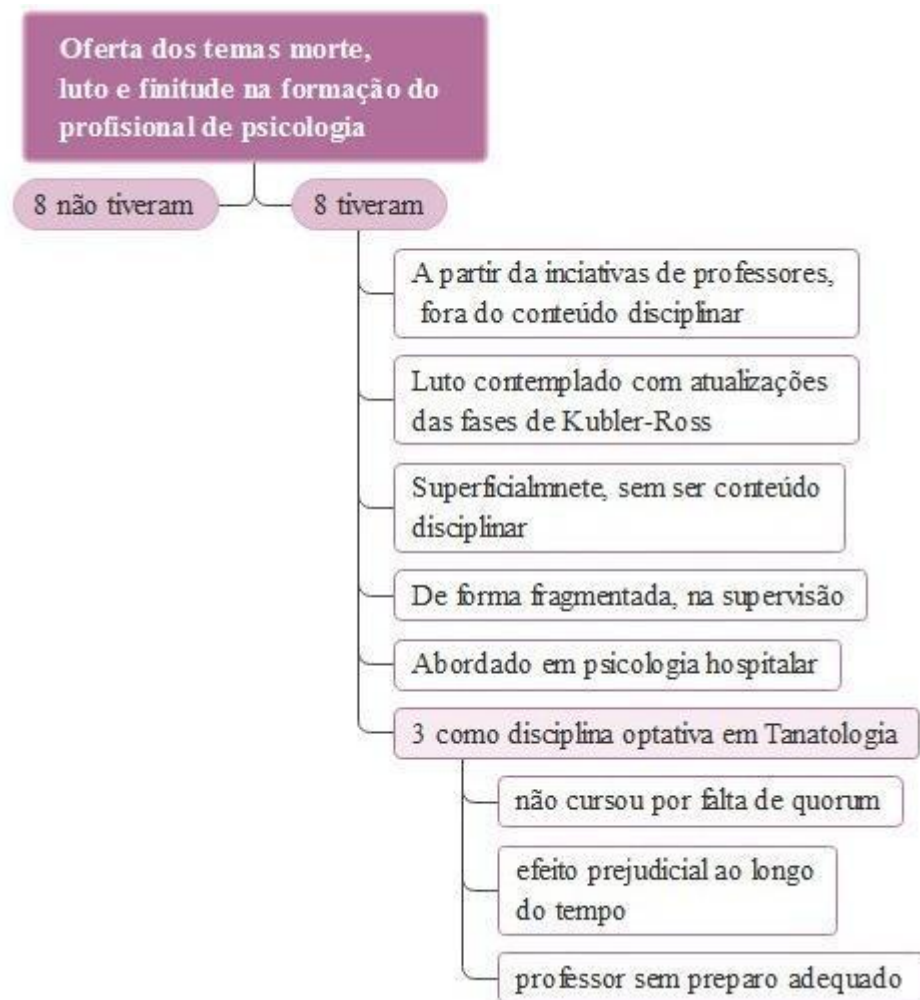 Oferta dos temas morte,
luto e finitude na formação do
profisional de psicologia
8 não tiveram
8 tiveram
A partir da inciativas de professores,
fora do conteúdo disciplinar
Luto contemplado com atualizações
das fases de Kubler-Ross
Superficialmnete, sem ser conteúdo
disciplinar
De forma fragmentada, na supervisão
Abordado em psicologia hospitalar
3 como disciplina optativa em Tanatologia
não cursou por falta de quorum
efeito prejudicial ao longo
do tempo
professor sem preparo adequado